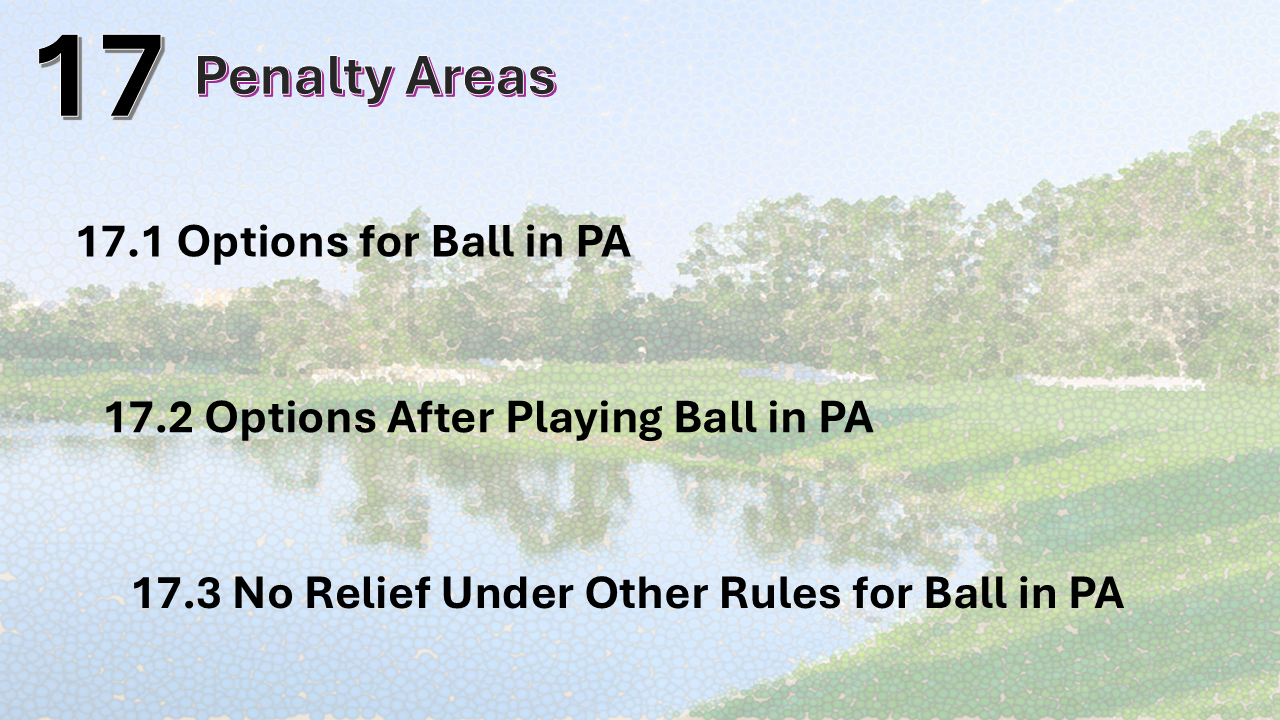 17 Penalty Areas
17.1 Options for Ball in PA
17.2 Options After Playing Ball in PA
17.3 No Relief Under Other Rules for Ball in PA